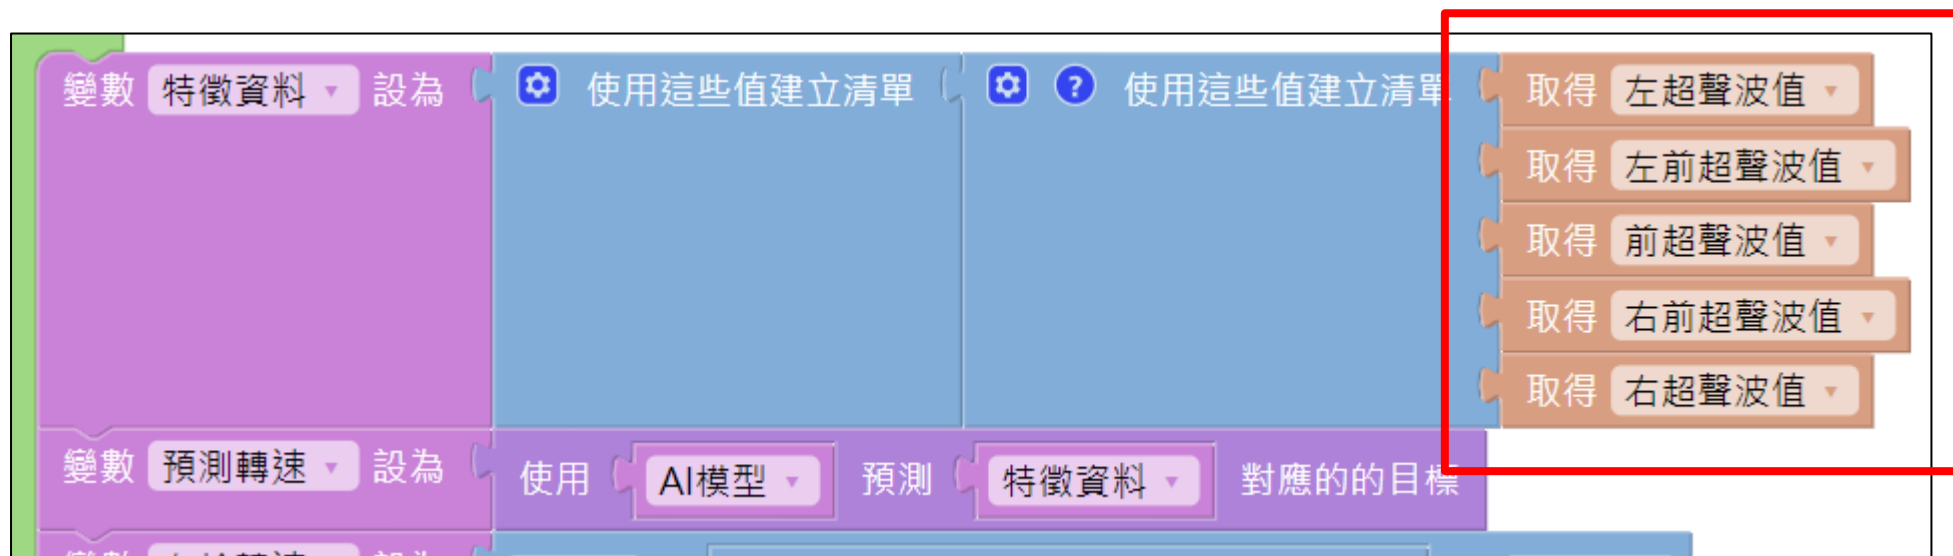 變數 特徵資料 設為 使用這些值建立清單 ? 使用這些值建立清單 取得 左超聲波值
取得 左前超聲波值
取得 前超聲波值
取得 右前超聲波值
取得 右超聲波值
變數 預測轉速 設為 使用 AI模型 預測 特徵資料 對應的的目標